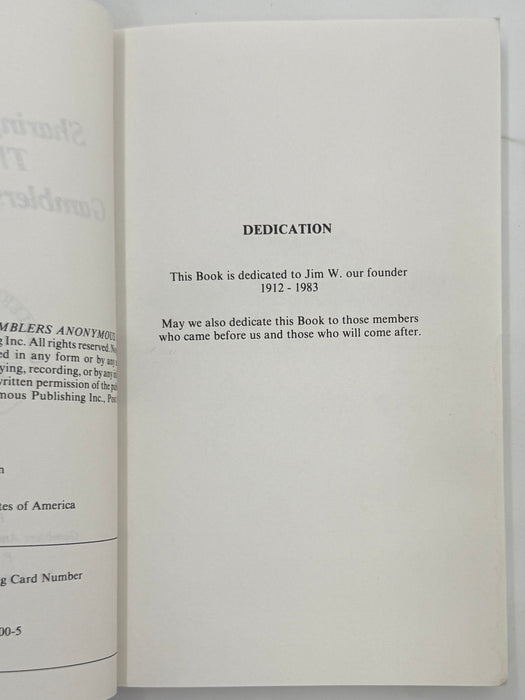 MBLERS ANONYMOUS
Inc. All rights reserved.
ed in any form or by any
ying, recording, or by any
written permission of the
mous Publishing Inc.,
tes of America
g Card Number
00-5
DEDICATION
This Book is dedicated to Jim W. our founder
1912 - 1983
May we also dedicate this Book to those members
who came before us and those who will come after.